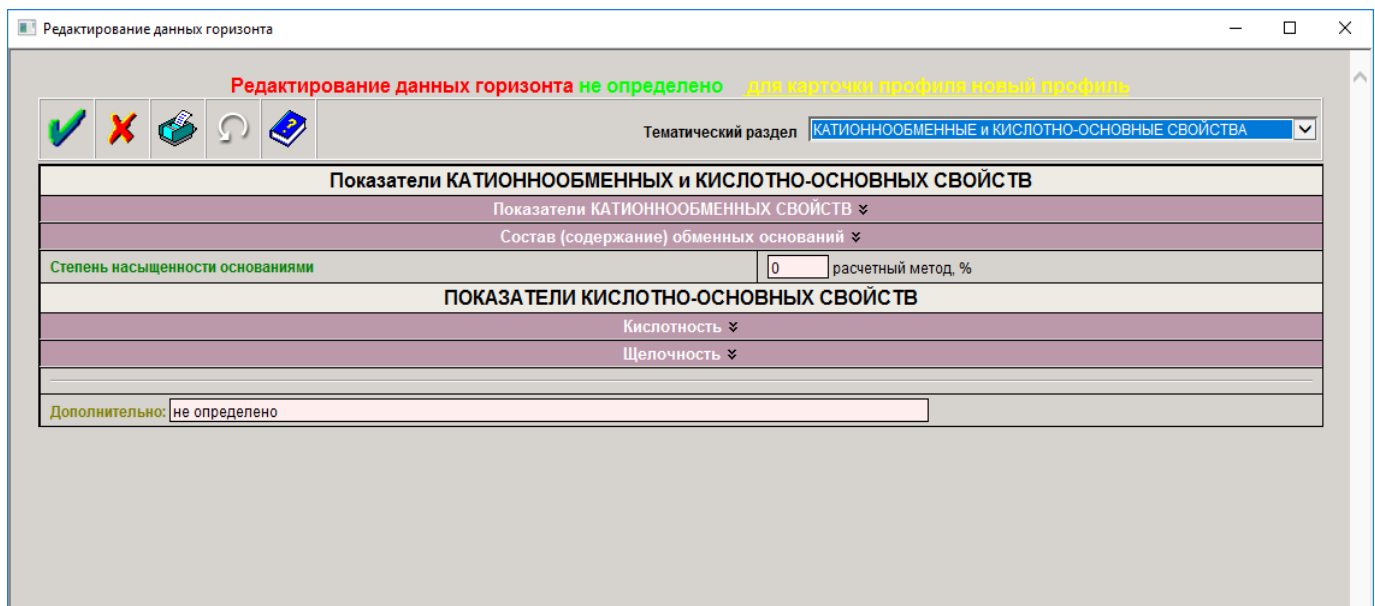 Редактирование данных горизонта
Редактирование данных горизонта не определено для карточки профиля новый профиль
Тематический раздел КАТИОННООБМЕННЫЕ и КИСЛОТНО-ОСНОВНЫЕ СВОЙСТВА
Показатели КАТИОННООБМЕННЫХ и КИСЛОТНО-ОСНОВНЫХ СВОЙСТВ
Показатели КАТИОННООБМЕННЫХ СВОЙСТВ
Состав (содержание) обменных оснований
Степень насыщенности основаниями 0 расчетный метод, %
ПОКАЗАТЕЛИ КИСЛОТНО-ОСНОВНЫХ СВОЙСТВ
Кислотность
Щелочность
Дополнительно: не определено